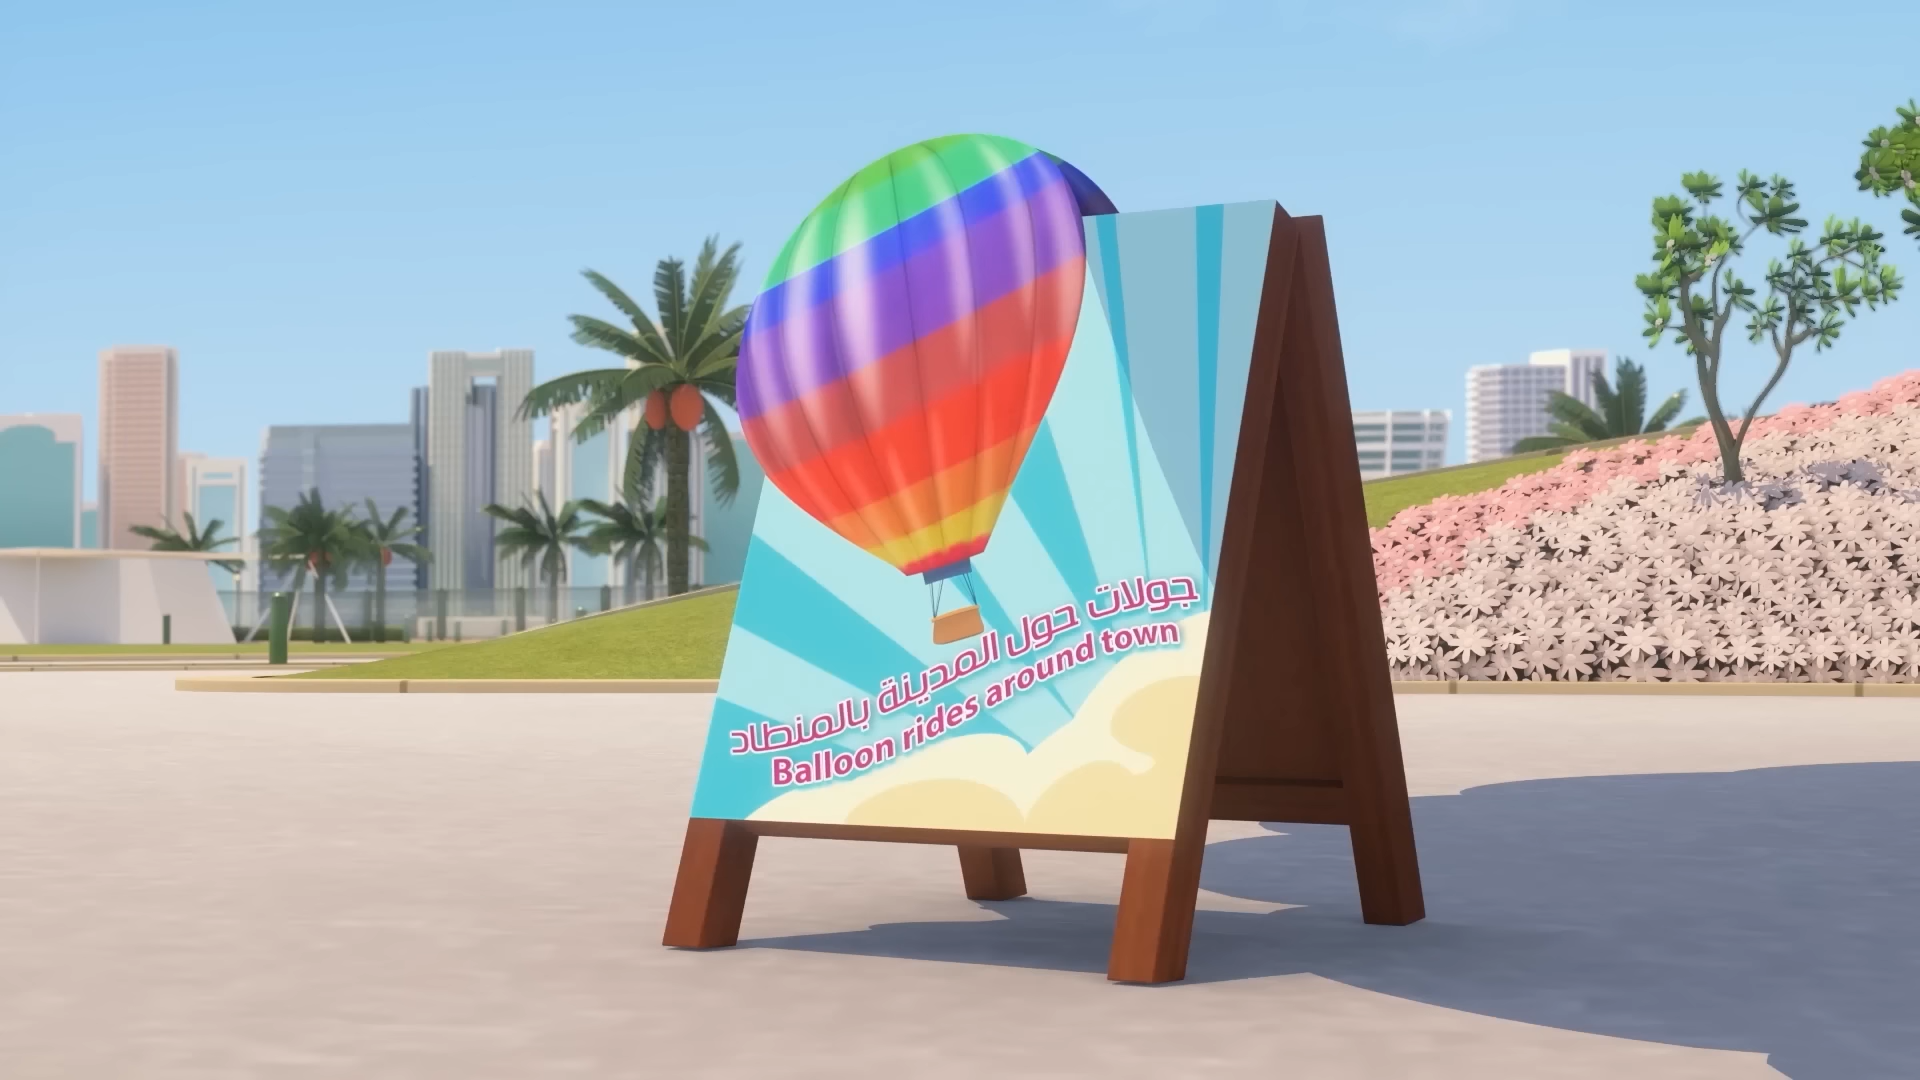 جولات حول المدينة بالمنطاد
Balloon rides around town